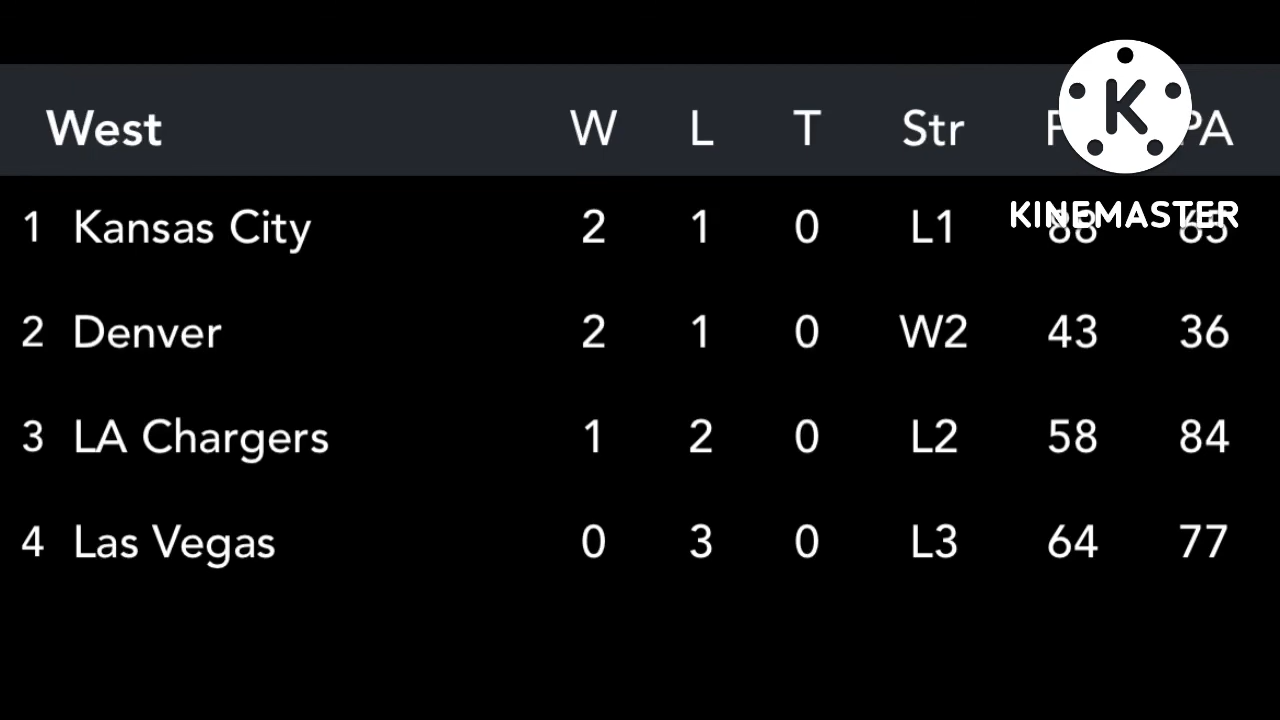 West W L T Str PA
1 Kansas City 2 1 0 L1 65
2 Denver 2 1 0 W2 43 36
3 LA Chargers 1 2 0 L2 58 84
4 Las Vegas 0 3 0 L3 64 77
K
KINEMASTER